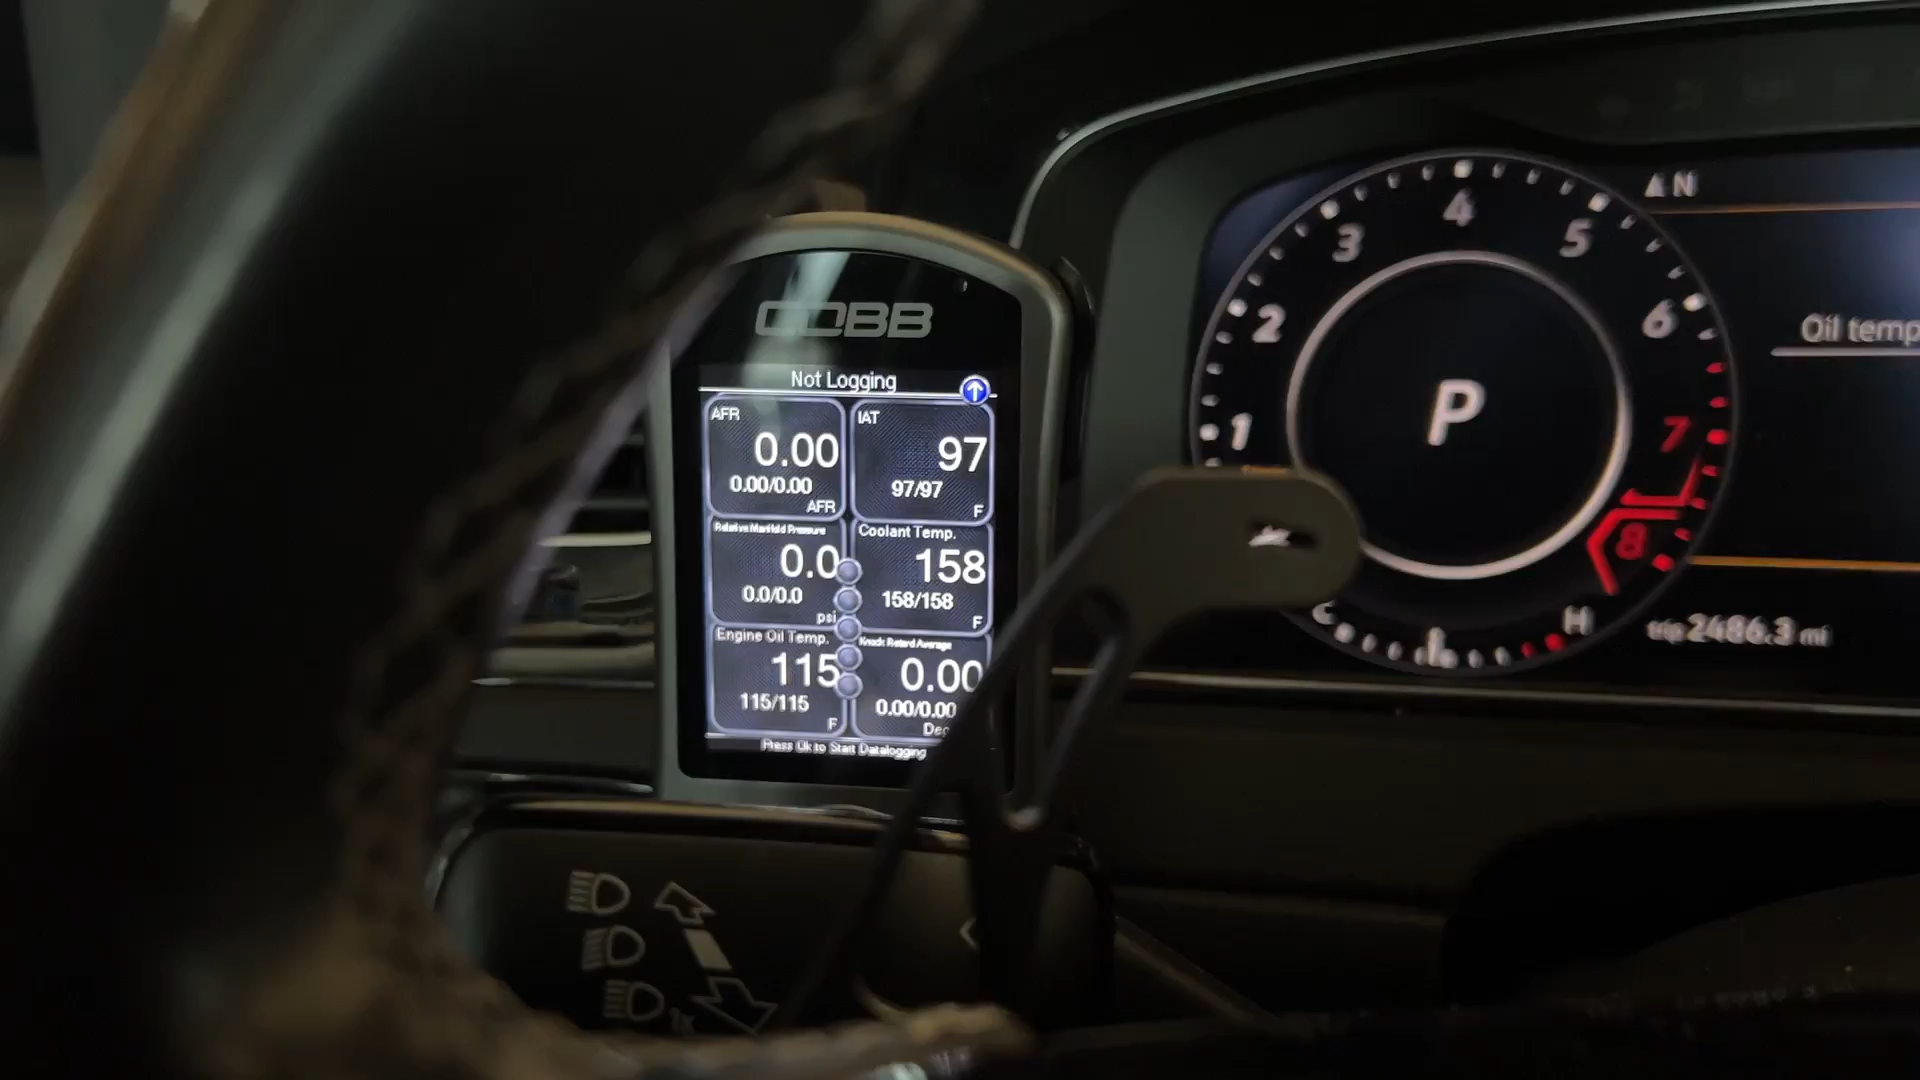 COBB
Not Logging
AFR
0.00
0.00/0.00
AFR
IAT
97
97/97
F
Relative Manifold Pressure
0.0
0.0/0.0
psi
Coolant Temp.
158
158/158
F
Engine Oil Temp.
115
115/115
F
Knock Retard Average
0.00
0.00/0.00
Deg
Press Ok to Start Datalogging
1
2
3
4
5
6
7
8
P
N
Oil temp
C
H
trip 2486.3 mi